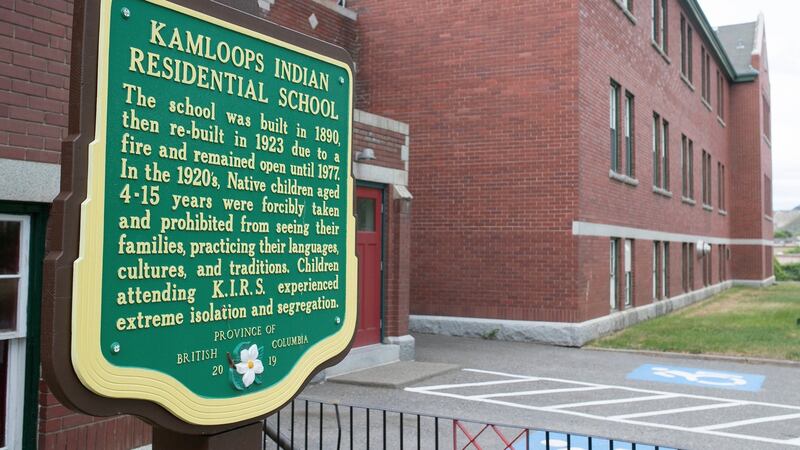 KAMLOOPS INDIAN
RESIDENTIAL SCHOOL
The school was built in 1890,
then re-built in 1923 due to a
fire and remained open until 1977.
In the 1920's, Native children aged
4-15 years were forcibly taken
and prohibited from seeing their
families, practicing their languages,
cultures, and traditions. Children
attending K.I.R.S. experienced
extreme isolation and segregation.
PROVINCE OF
BRITISH COLUMBIA
20 19